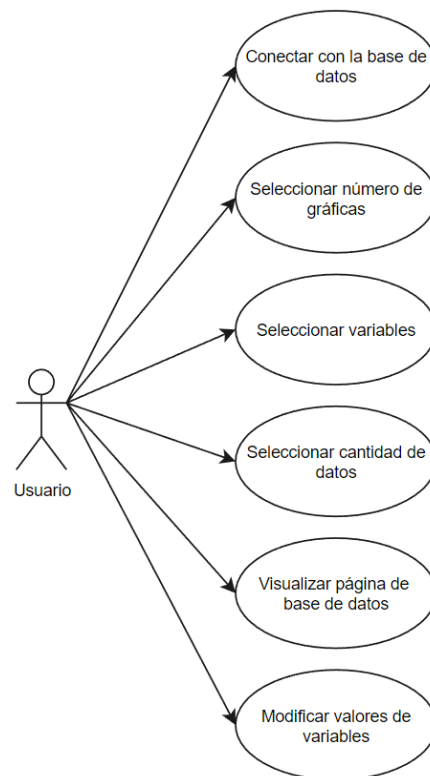 Conectar con la base de
datos
Seleccionar número de
gráficas
Seleccionar variables
Seleccionar cantidad de
datos
Usuario
Visualizar página de
base de datos
Modificar valores de
variables